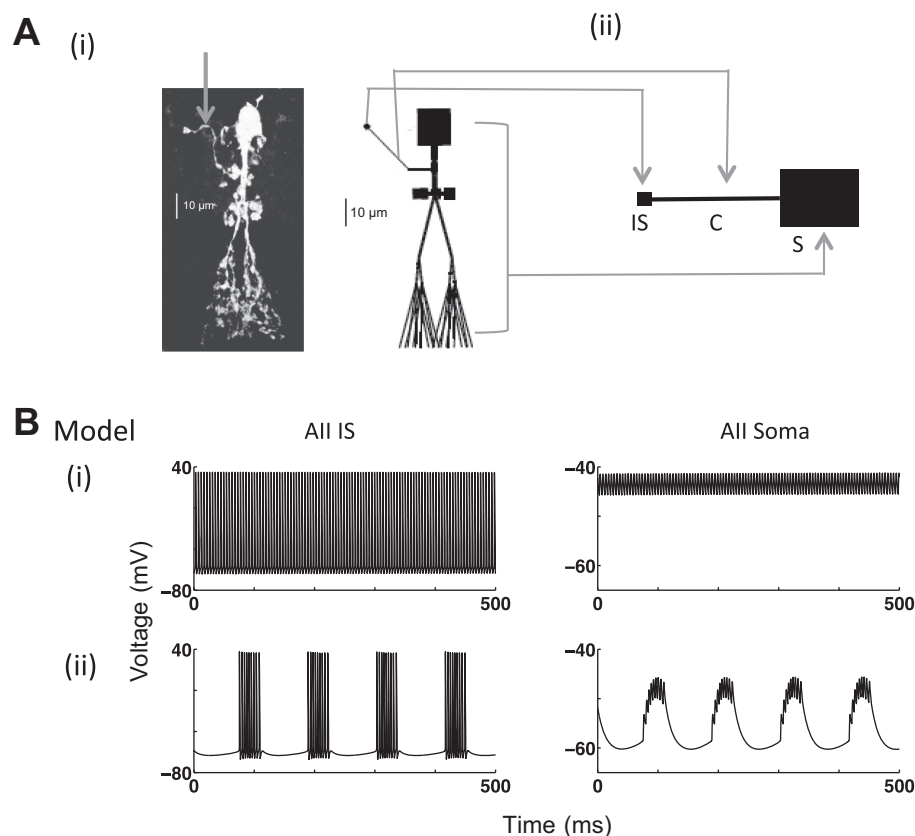 A
(i)
(ii)
10 µm
10 µm
IS
C
S
B
Model
AII IS
AII Soma
(i)
40
−80
0
500
−40
−60
0
500
Voltage (mV)
(ii)
40
−80
0
500
−40
−60
0
500
Time (ms)